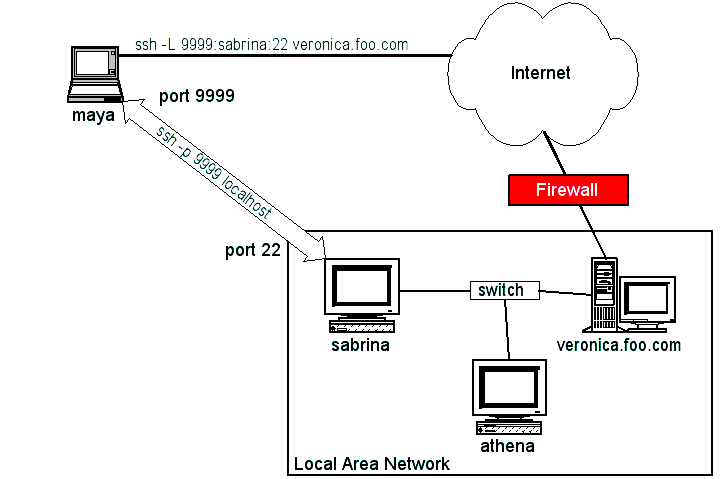 ssh -L 9999:sabrina:22 veronica.foo.com
Internet
port 9999
maya
ssh -p 9999 localhost
Firewall
port 22
switch
sabrina
veronica.foo.com
athena
Local Area Network